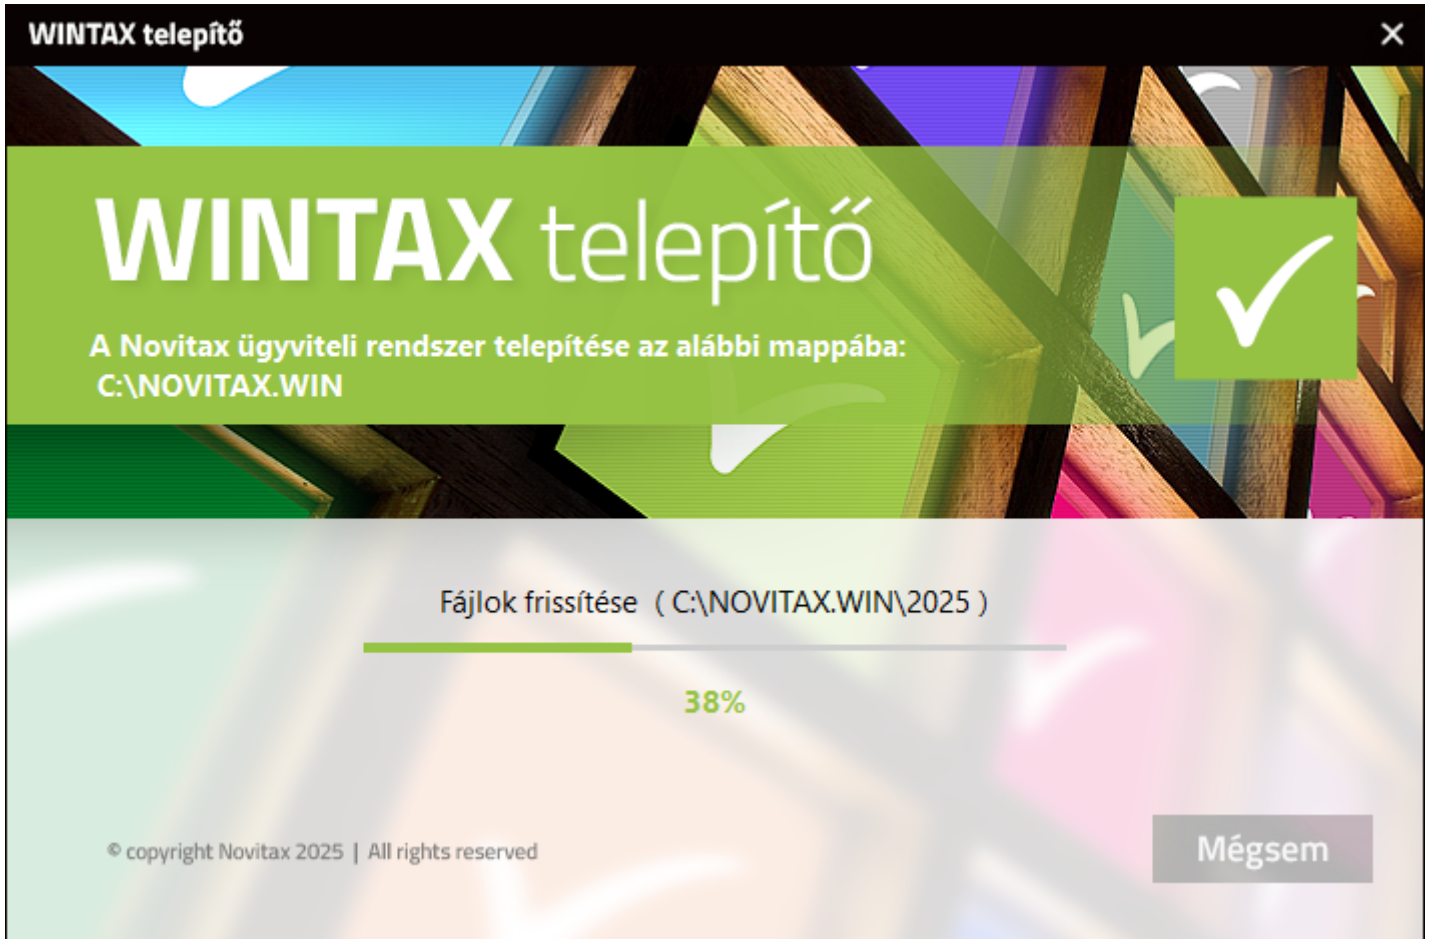 WINTAX telepítő
WINTAX telepítő
A Novitax ügyviteli rendszer telepítése az alábbi mappába:
C:\NOVITAX.WIN
Fájlok frissítése ( C:\NOVITAX.WIN\2025 )
38%
© copyright Novitax 2025 | All rights reserved
Mégsem